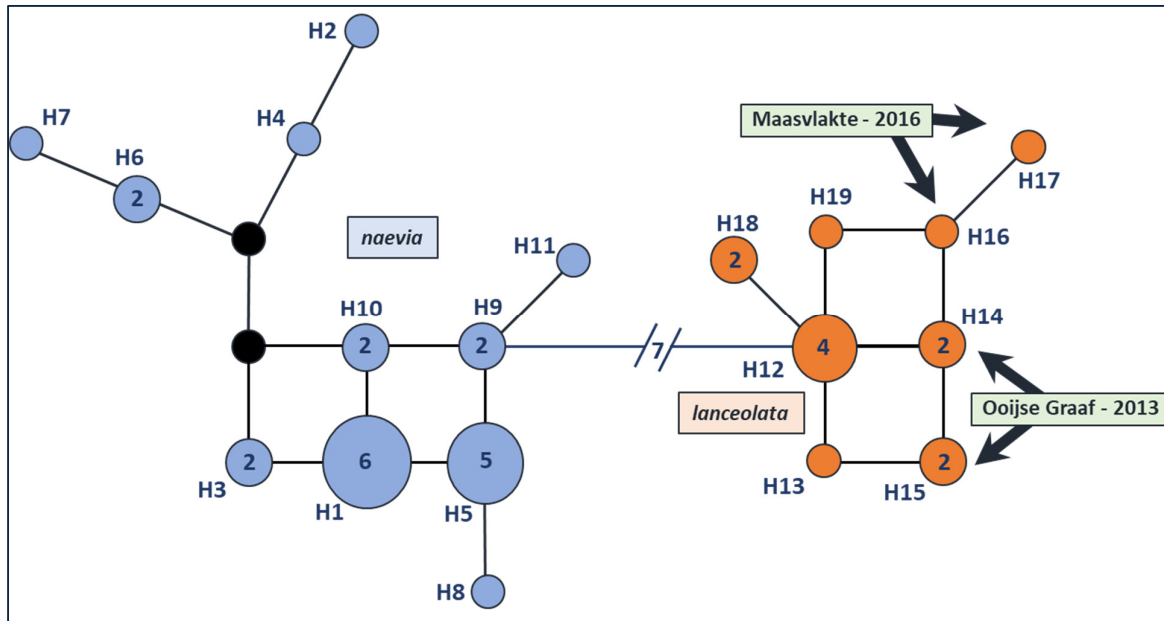 H2
H7
H4
Maasvlakte - 2016
H6
2
H17
H19
naevia
H11
H18
H16
2
H10
H9
H14
2
2
7
4
2
H12
lanceolata
Ooijse Graaf - 2013
2
6
5
2
H3
H13
H15
H1
H5
H8